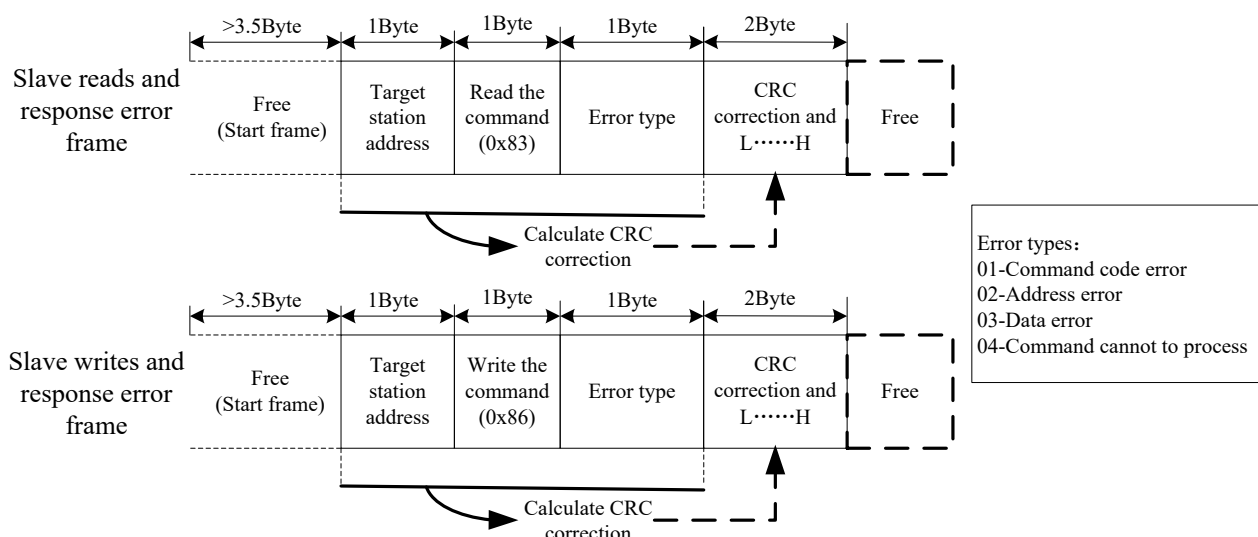 >3.5Byte
1Byte
1Byte
1Byte
2Byte
Slave reads and
response error
frame
Free
(Start frame)
Target
station
address
Read the
command
(0x83)
Error type
CRC
correction and
L······H
Free
Calculate CRC
correction
>3.5Byte
1Byte
1Byte
1Byte
2Byte
Slave writes and
response error
frame
Free
(Start frame)
Target
station
address
Write the
command
(0x86)
Error type
CRC
correction and
L······H
Free
Calculate CRC
correction
Error types：
01-Command code error
02-Address error
03-Data error
04-Command cannot to process